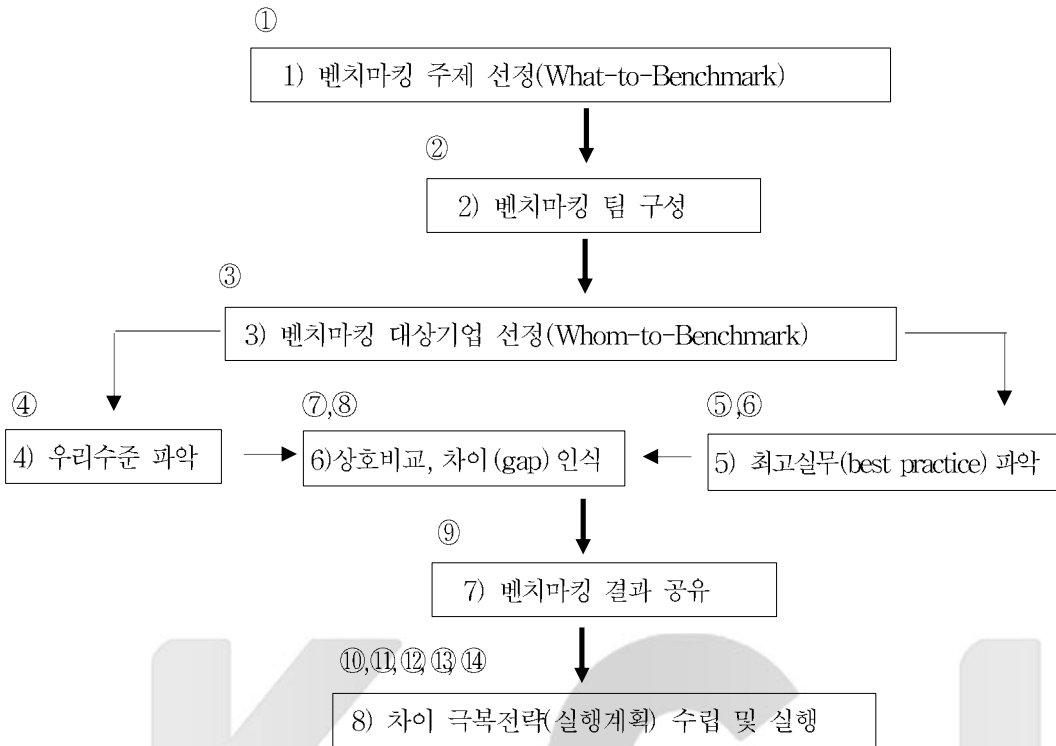 ①
1) 벤치마킹 주제 선정(What-to-Benchmark)
②
2) 벤치마킹 팀 구성
③
3) 벤치마킹 대상기업 선정(Whom-to-Benchmark)
④
4) 우리수준 파악
⑦,⑧
6)상호비교, 차이(gap) 인식
⑤,⑥
5) 최고실무(best practice) 파악
⑨
7) 벤치마킹 결과 공유
⑩,⑪,⑫,⑬,⑭
8) 차이 극복전략(실행계획) 수립 및 실행